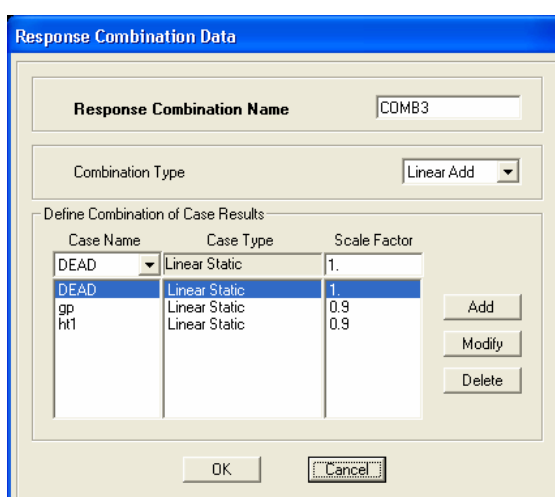 Response Combination Data
Response Combination Name COMB3
Combination Type Linear Add
Define Combination of Case Results
Case Name Case Type Scale Factor
DEAD Linear Static 1.
DEAD Linear Static 1.
gp Linear Static 0.9
ht1 Linear Static 0.9
Add
Modify
Delete
OK Cancel